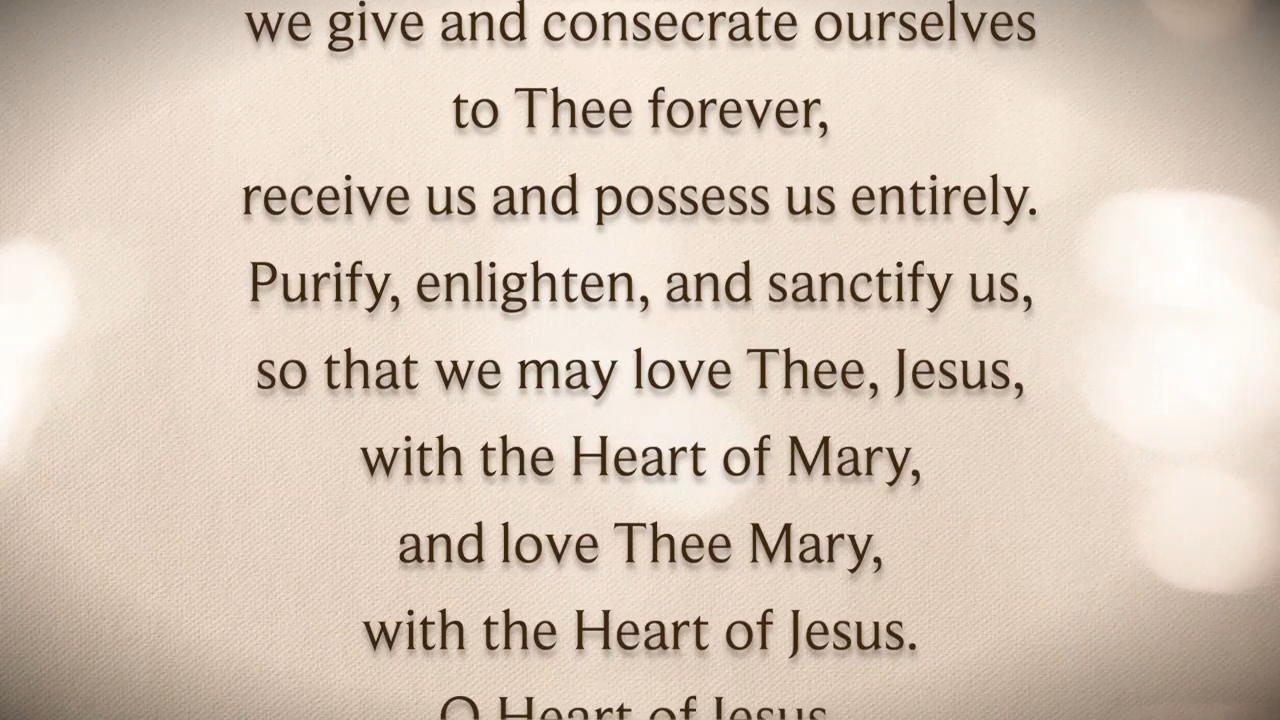 we give and consecrate ourselves
to Thee forever,
receive us and possess us entirely.
Purify, enlighten, and sanctify us,
so that we may love Thee, Jesus,
with the Heart of Mary,
and love Thee Mary,
with the Heart of Jesus.
O Heart of Jesus